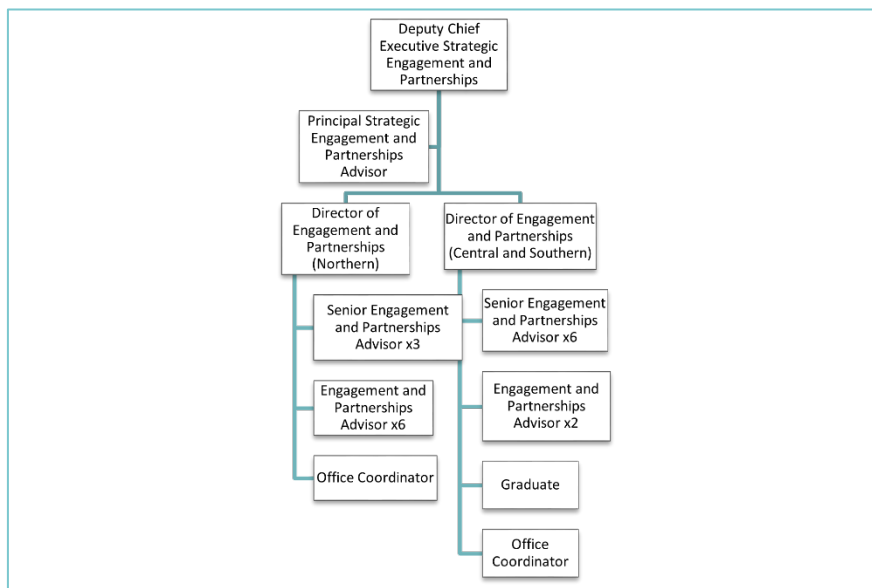 Deputy Chief
Executive Strategic
Engagement and
Partnerships
Principal Strategic
Engagement and
Partnerships
Advisor
Director of
Engagement and
Partnerships
(Northern)
Director of Engagement
and Partnerships
(Central and Southern)
Senior Engagement
and Partnerships
Advisor x3
Senior Engagement
and Partnerships
Advisor x6
Engagement and
Partnerships
Advisor x6
Engagement and
Partnerships
Advisor x2
Office Coordinator
Graduate
Office
Coordinator